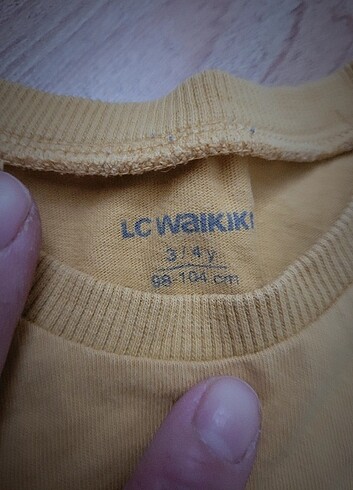 LC WAIKIKI
3 / 4 y.
98-104 cm